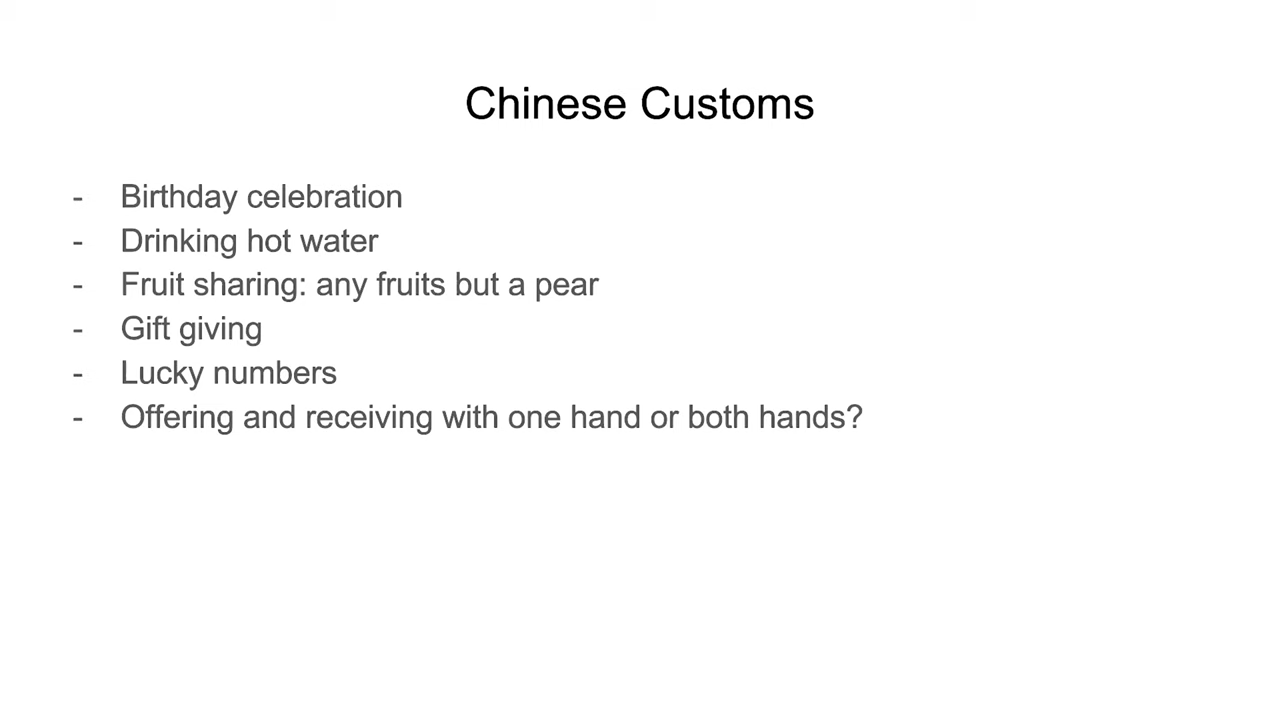 Chinese Customs
- Birthday celebration
- Drinking hot water
- Fruit sharing: any fruits but a pear
- Gift giving
- Lucky numbers
- Offering and receiving with one hand or both hands?